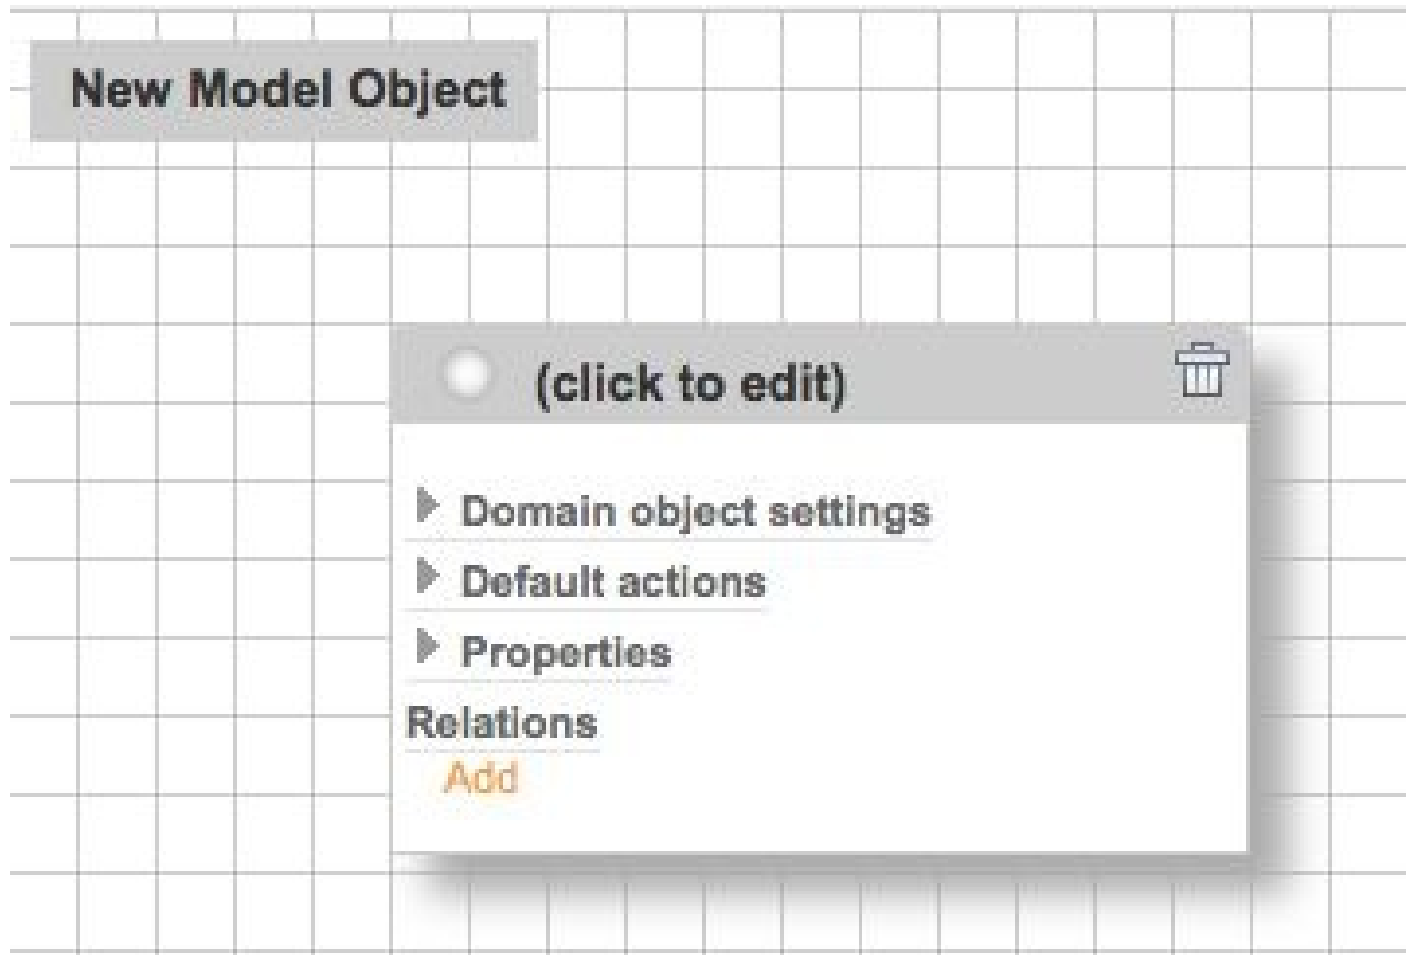 New Model Object
(click to edit)
Domain object settings
Default actions
Properties
Relations
Add